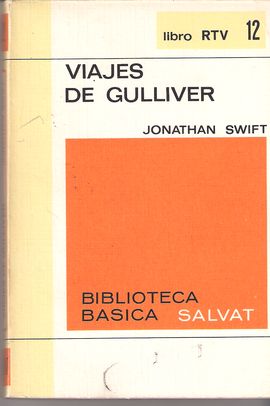 libro RTV 12
VIAJES
DE GULLIVER
JONATHAN SWIFT
BIBLIOTECA
BASICA SALVAT